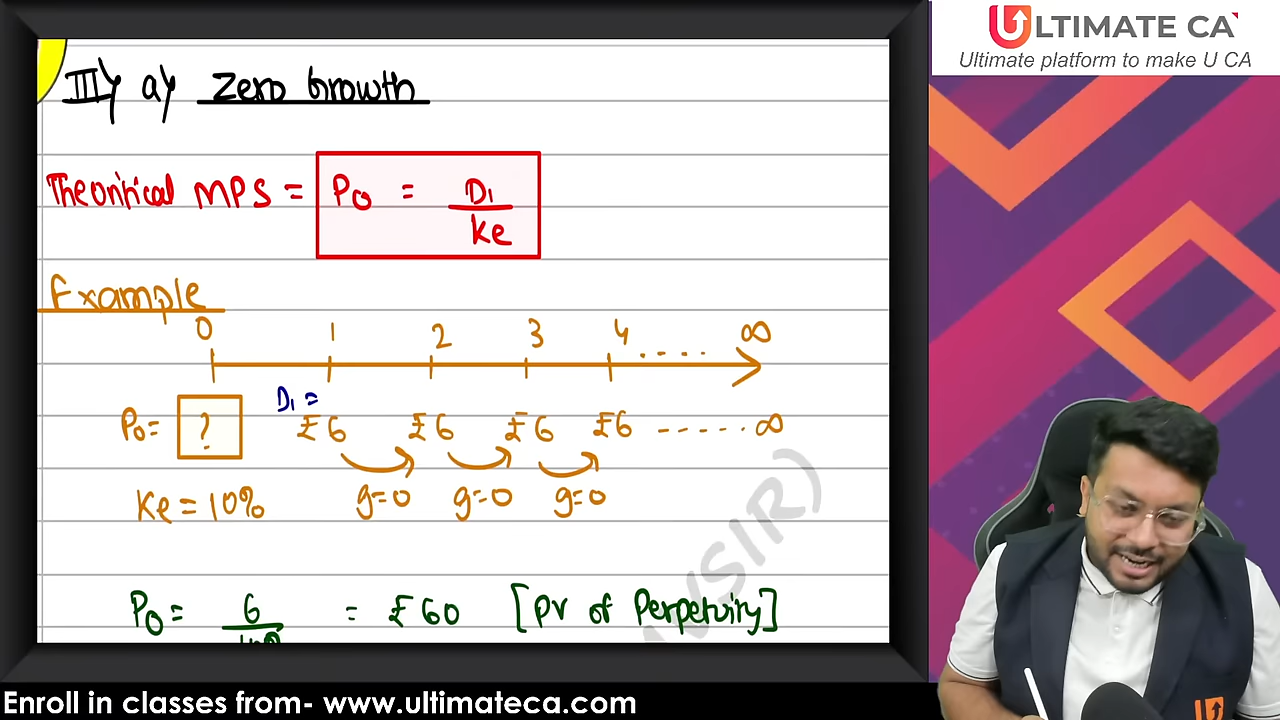 III) a) Zero Growth
Theoritical MPS = P0 = D1
ke
Example
0 1 2 3 4 ..... ∞
D1 =
P0 = ? ₹6 ₹6 ₹6 ₹6 ------ ∞
Ke = 10% g=0 g=0 g=0
P0 = 6 = ₹60 [PV of Perpetuity]
ULTIMATE CA
Ultimate platform to make U CA
Enroll in classes from- www.ultimateca.com